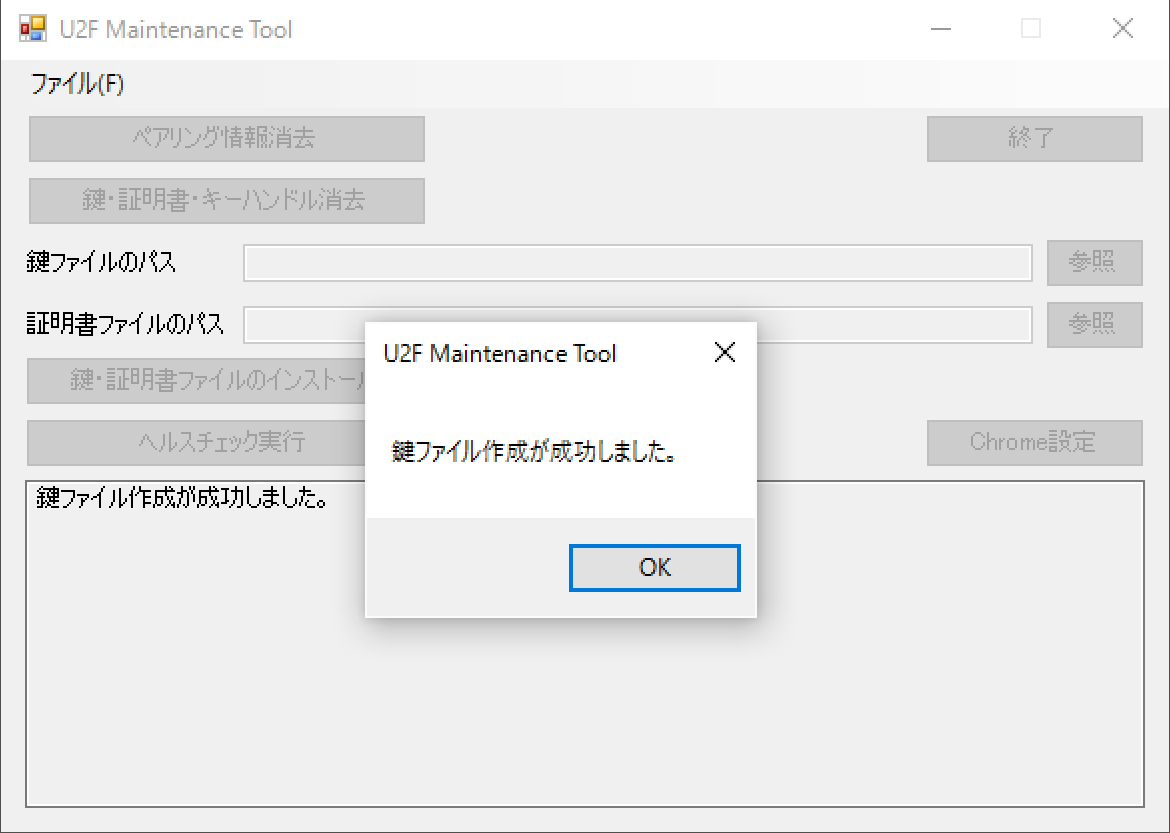 U2F Maintenance Tool
ファイル(F)
ペアリング情報消去
終了
鍵・証明書・キーハンドル消去
鍵ファイルのパス
参照
証明書ファイルのパス
参照
鍵・証明書ファイルのインストール
ヘルスチェック実行
Chrome設定
鍵ファイル作成が成功しました。
U2F Maintenance Tool
鍵ファイル作成が成功しました。
OK